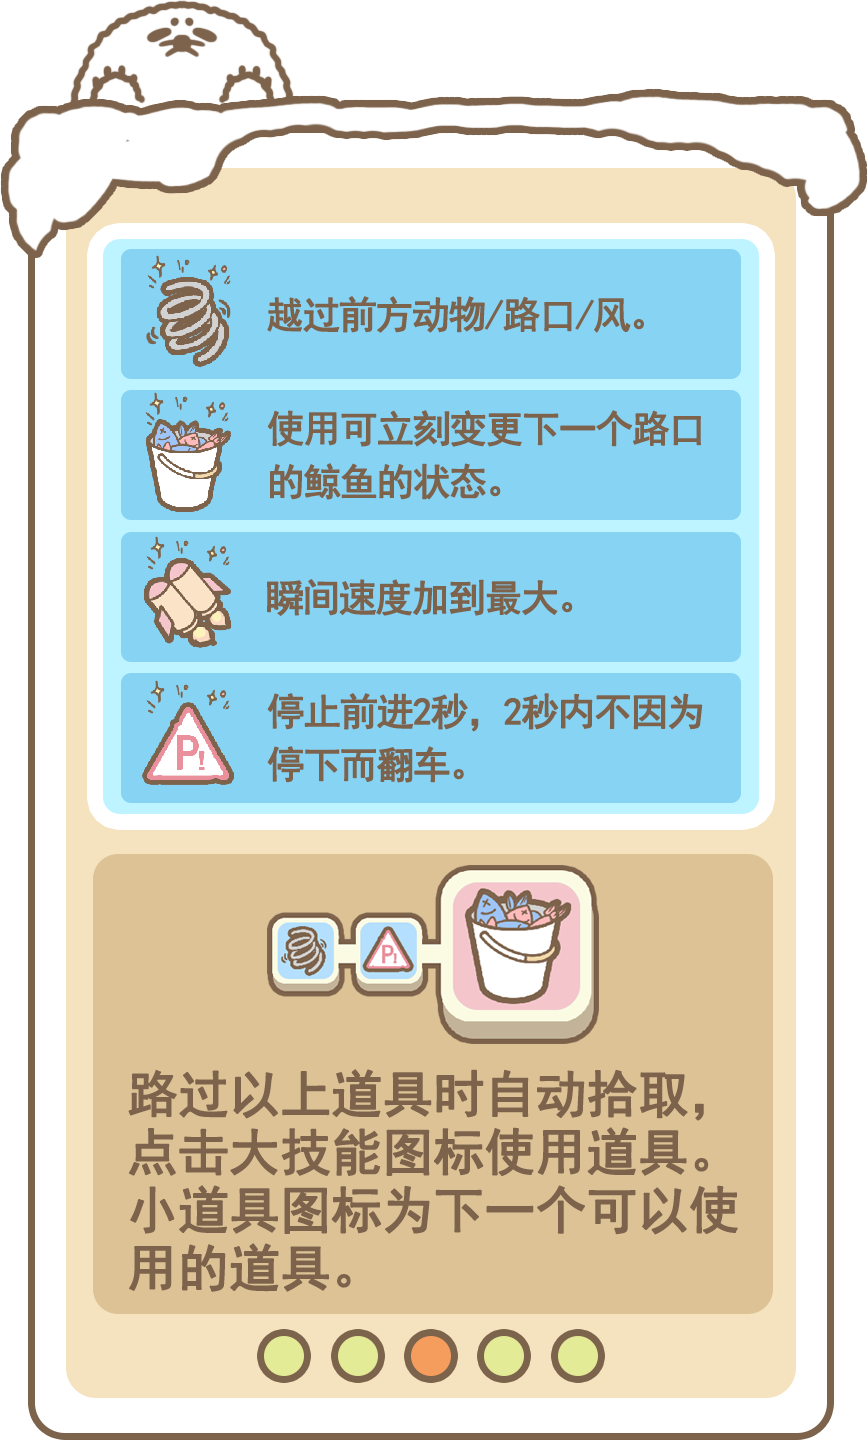 越过前方动物/路口/风。
使用可立刻变更下一个路口
的鲸鱼的状态。
瞬间速度加到最大。
P!
停止前进2秒，2秒内不因为
停下而翻车。
P!
路过以上道具时自动拾取，
点击大技能图标使用道具。
小道具图标为下一个可以使
用的道具。